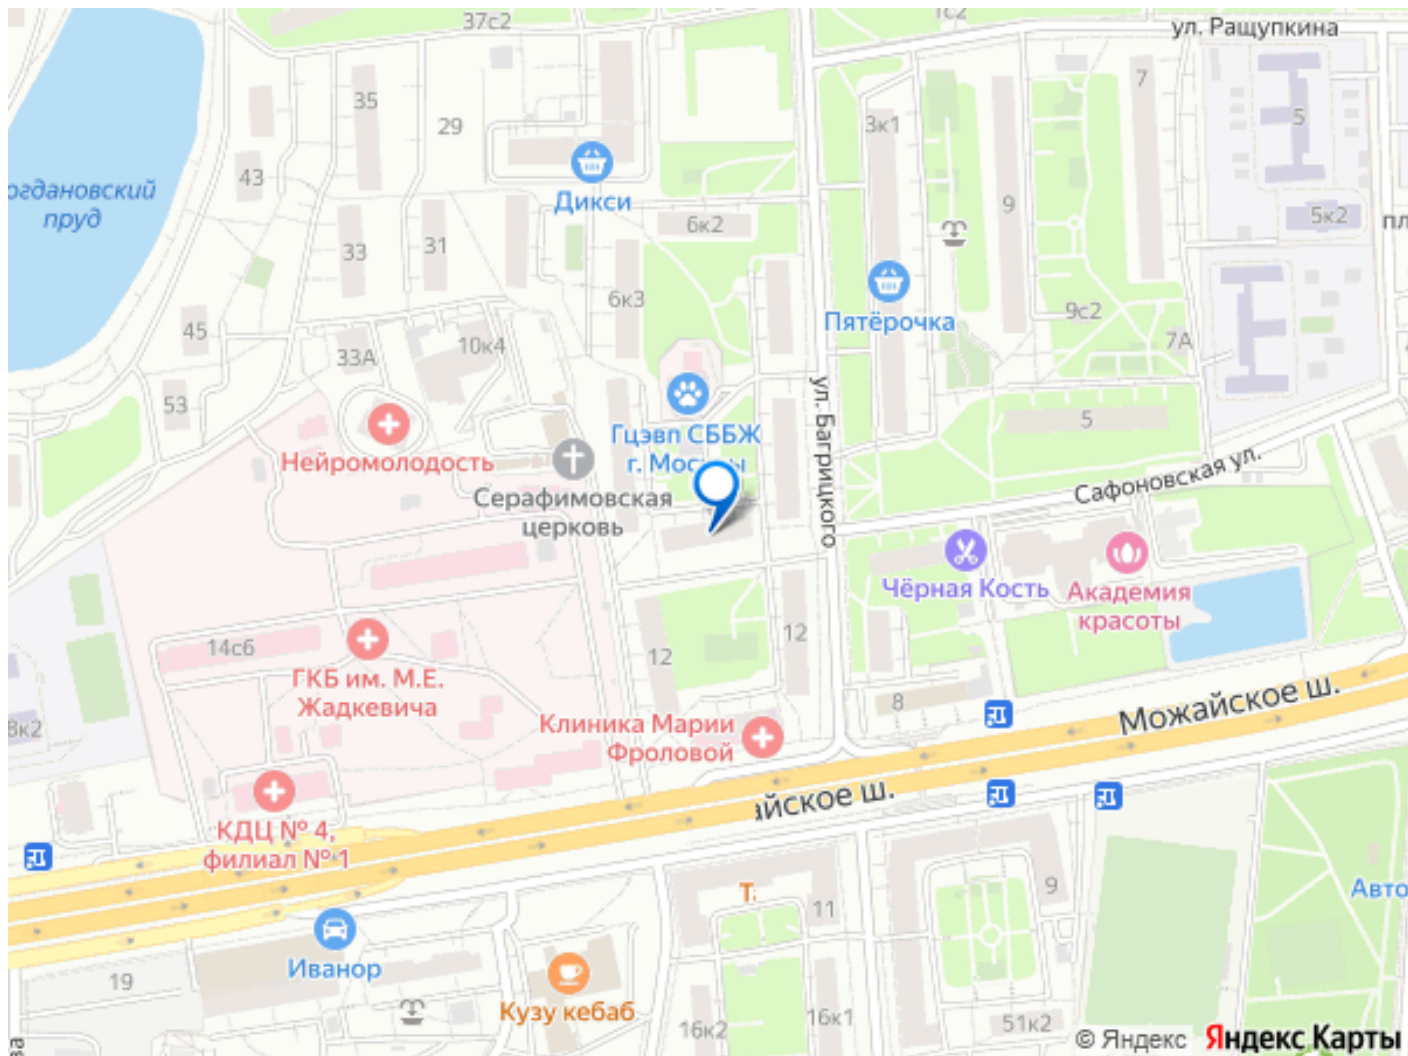 37с2
1с2
ул. Ращупкина
35
29
7
5
3к1
43
огдановский
пруд
Дикси
6к2
9
5к2
33
31
6к3
9с2
Пятёрочка
7А
45
33А
10к4
53
5
ул. Багрицкого
Гцэвп СББЖ
Нейромолодость
Сафоновская ул.
Серафимовская
церковь
Чёрная Кость
Академия
красоты
14с6
12
12
ГКБ им. М.Е.
Жадкевича
8
Можайское ш.
Клиника Марии
Фроловой
8к2
айское ш.
КДЦ № 4,
филиал № 1
9
Авто
11
Иванор
19
Кузу кебаб
16к2
16к1
51к2
© Яндекс
Яндекс Карты